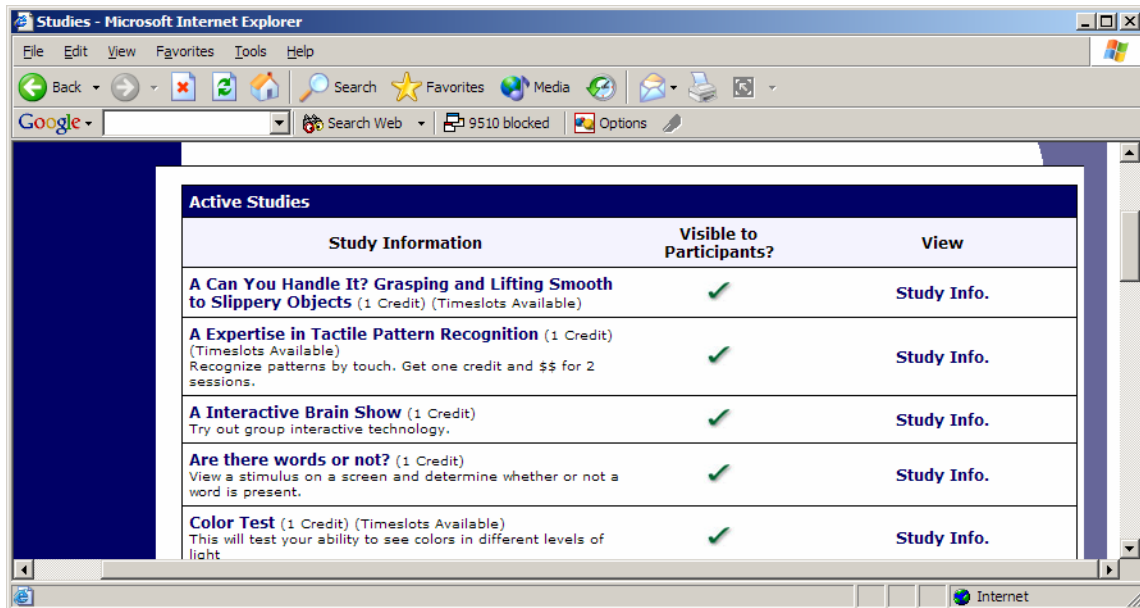 Studies - Microsoft Internet Explorer
File Edit View Favorites Tools Help
Back Search Favorites Media
Google Search Web 9510 blocked Options
Active Studies
Study Information
Visible to
Participants?
View
A Can You Handle It? Grasping and Lifting Smooth
to Slippery Objects (1 Credit) (Timeslots Available)
Study Info.
A Expertise in Tactile Pattern Recognition (1 Credit)
(Timeslots Available)
Recognize patterns by touch. Get one credit and $$ for 2
sessions.
Study Info.
A Interactive Brain Show (1 Credit)
Try out group interactive technology.
Study Info.
Are there words or not? (1 Credit)
View a stimulus on a screen and determine whether or not a
word is present.
Study Info.
Color Test (1 Credit) (Timeslots Available)
This will test your ability to see colors in different levels of
light
Study Info.
Internet